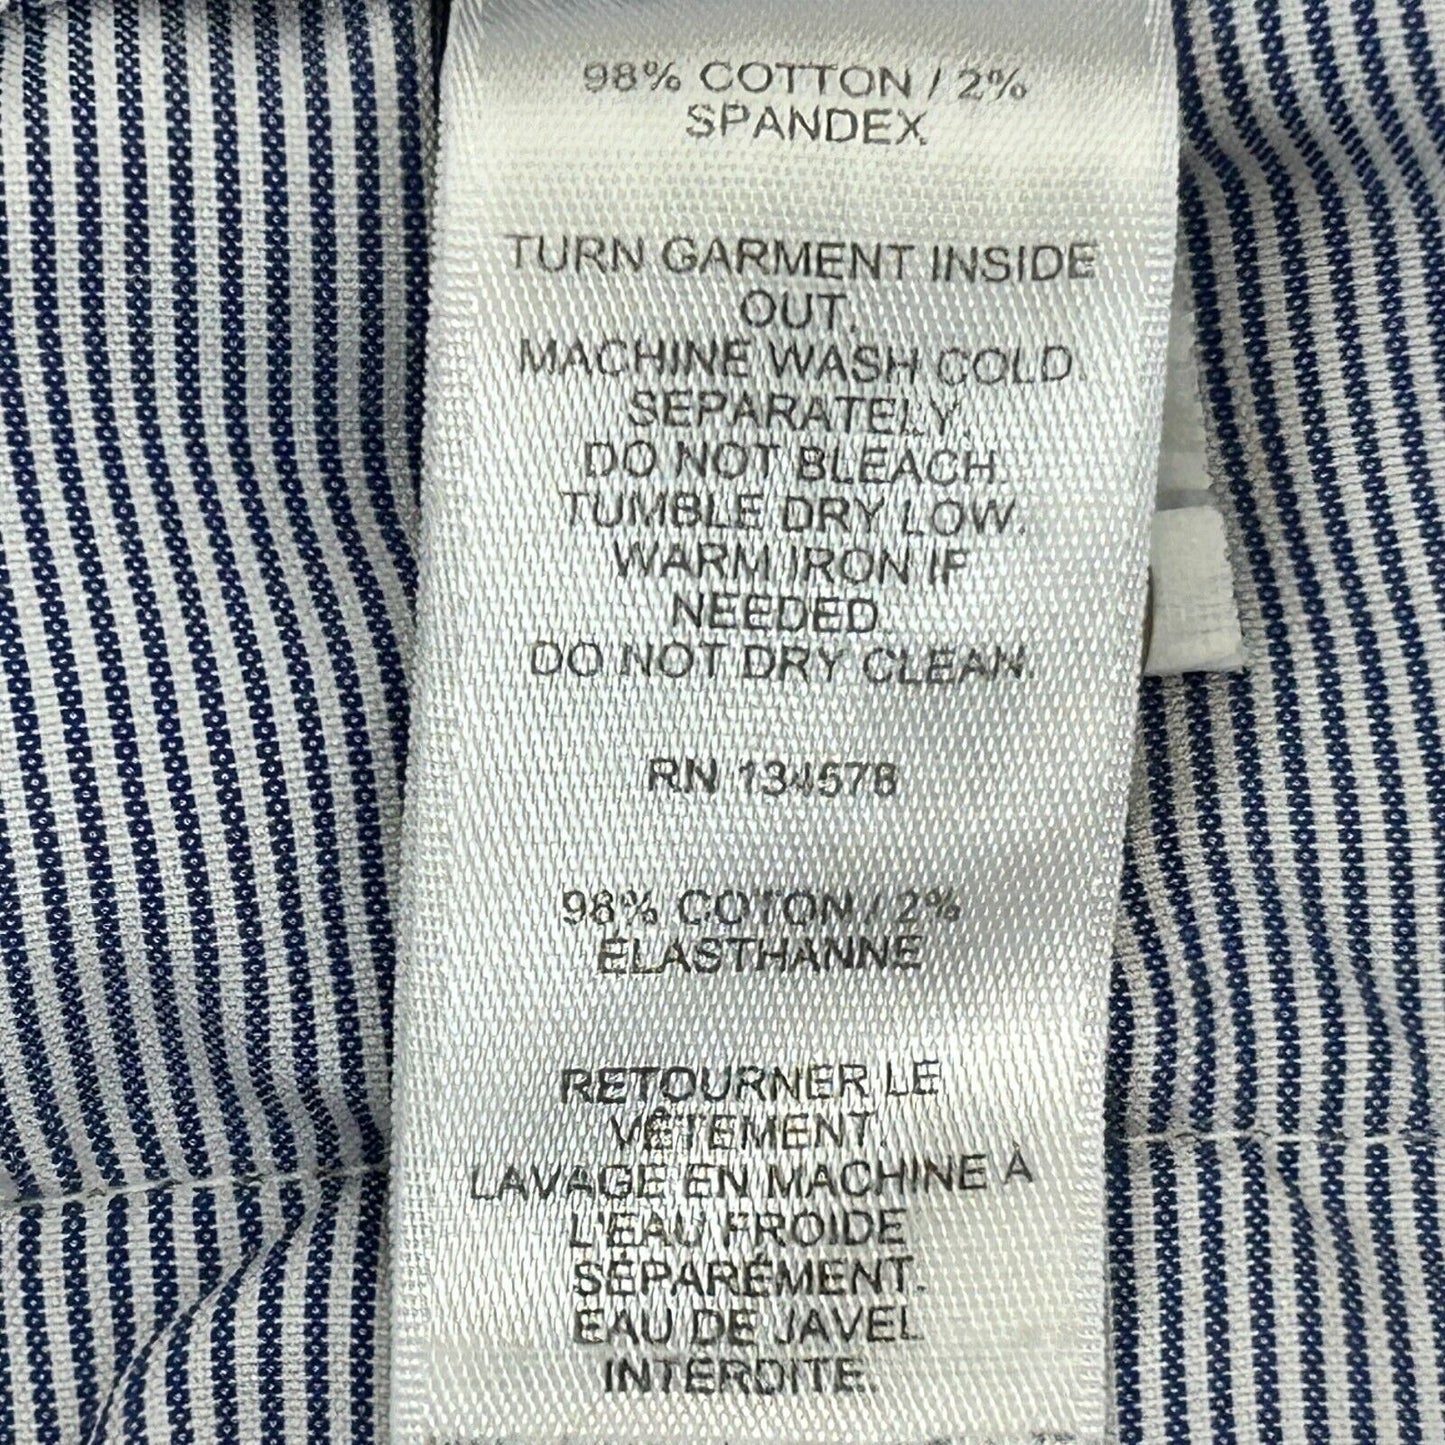 98% COTTON / 2%
SPANDEX
TURN GARMENT INSIDE
OUT.
MACHINE WASH COLD.
SEPARATELY.
DO NOT BLEACH.
TUMBLE DRY LOW.
WARM IRON IF
NEEDED.
DO NOT DRY CLEAN.
RN 134578
98% COTON / 2%
ÉLASTHANNE
RETOURNER LE
VÊTEMENT.
LAVAGE EN MACHINE À
L'EAU FROIDE
SÉPARÉMENT.
EAU DE JAVEL
INTERDITE.